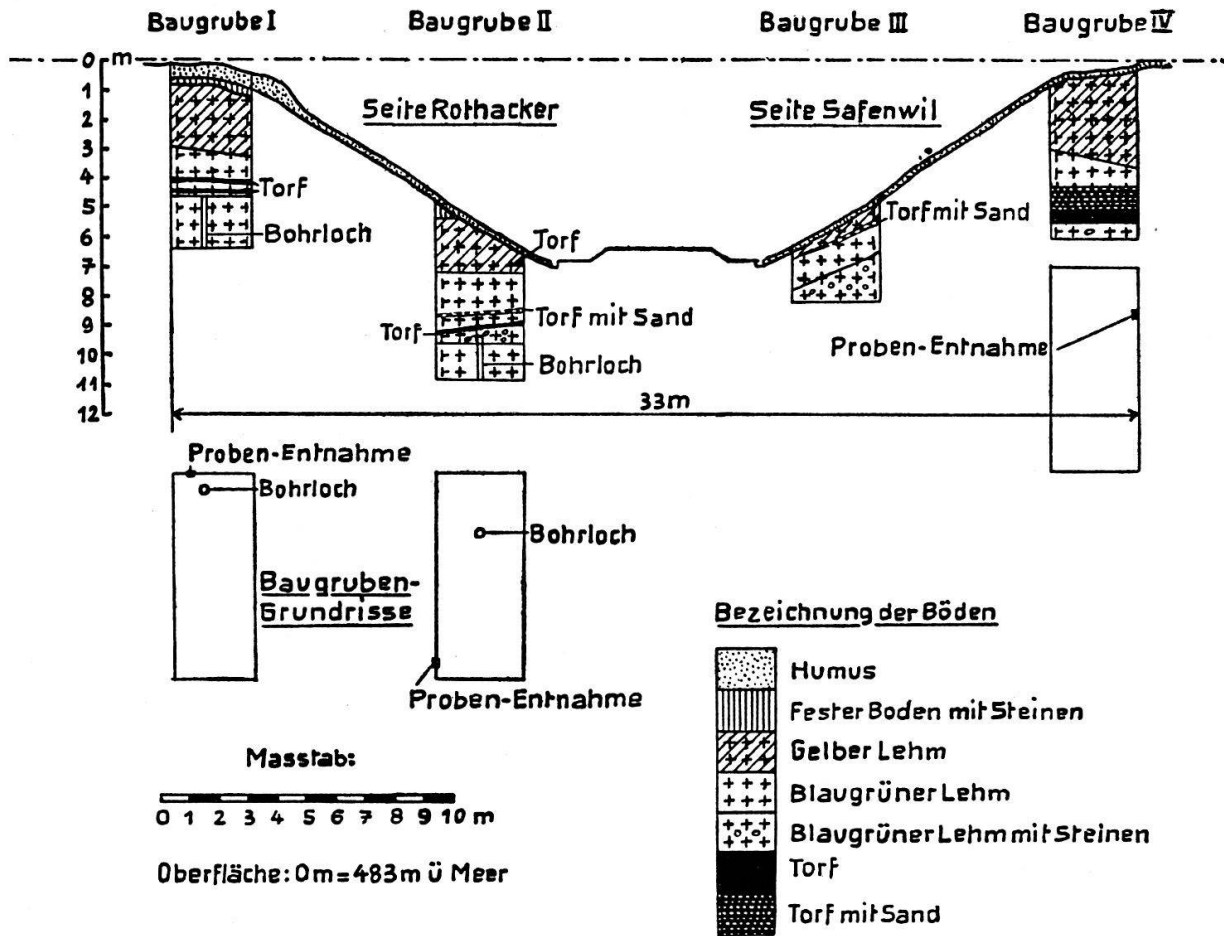 Baugrube I
Baugrube II
Baugrube III
Baugrube IV
0 m
1
2
3
4
5
6
7
8
9
10
11
12
Seite Rothacker
Seite Safenwil
Torf
Bohrloch
Torf
Torf mit Sand
Torf
Bohrloch
Torf mit Sand
Proben-Entnahme
33m
Proben-Entnahme
Bohrloch
Bohrloch
Baugruben-
Grundrisse
Proben-Entnahme
Masstab:
0 1 2 3 4 5 6 7 8 9 10 m
Oberfläche: 0m=483m ü Meer
Bezeichnung der Böden
Humus
Fester Boden mit Steinen
Gelber Lehm
Blaugrüner Lehm
Blaugrüner Lehm mit Steinen
Torf
Torf mit Sand